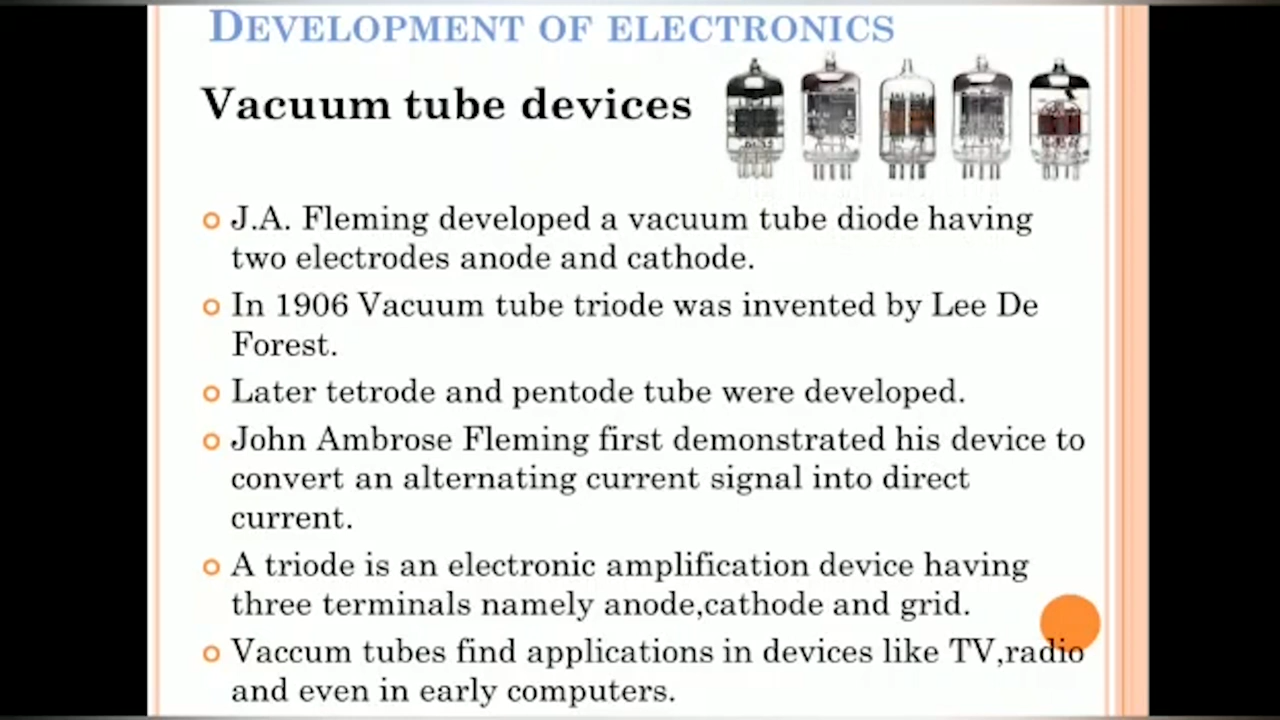 DEVELOPMENT OF ELECTRONICS
Vacuum tube devices
J.A. Fleming developed a vacuum tube diode having
two electrodes anode and cathode.
In 1906 Vacuum tube triode was invented by Lee De
Forest.
Later tetrode and pentode tube were developed.
John Ambrose Fleming first demonstrated his device to
convert an alternating current signal into direct
current.
A triode is an electronic amplification device having
three terminals namely anode,cathode and grid.
Vaccum tubes find applications in devices like TV,radio
and even in early computers.